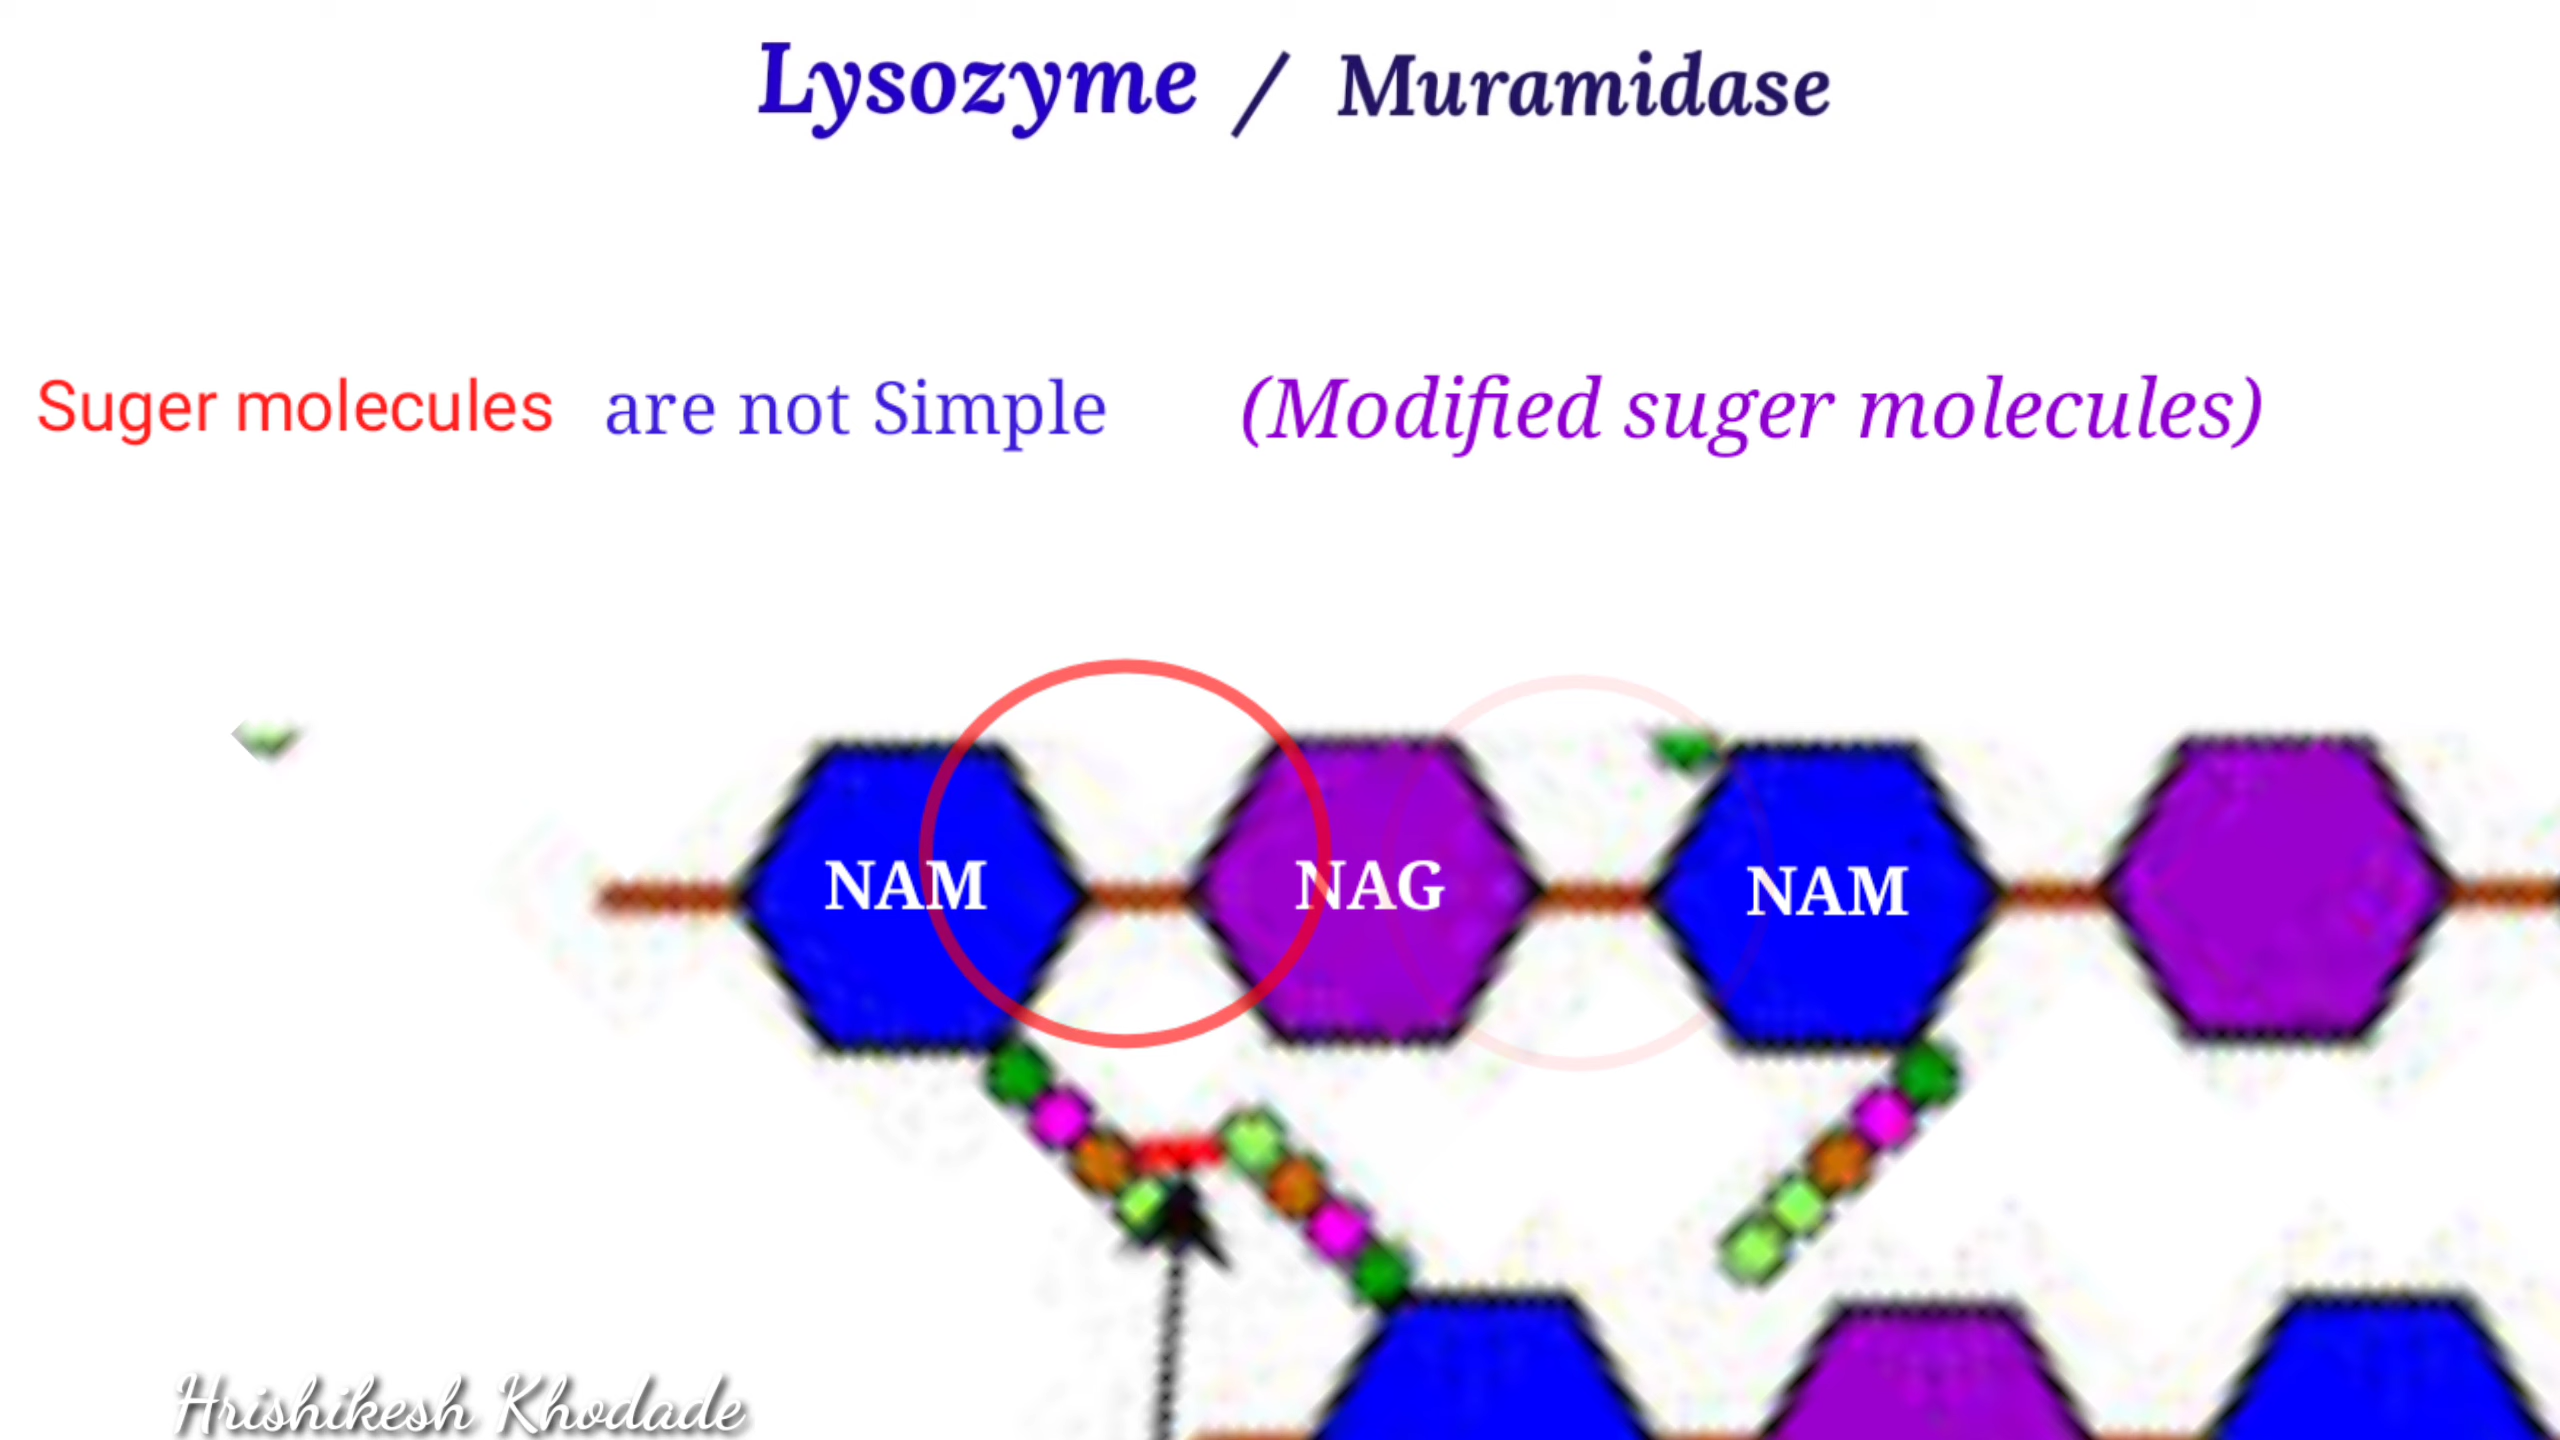 Lysozyme / Muramidase
Suger molecules are not Simple (Modified suger molecules)
NAM NAG NAM
Hrishikesh Khodade